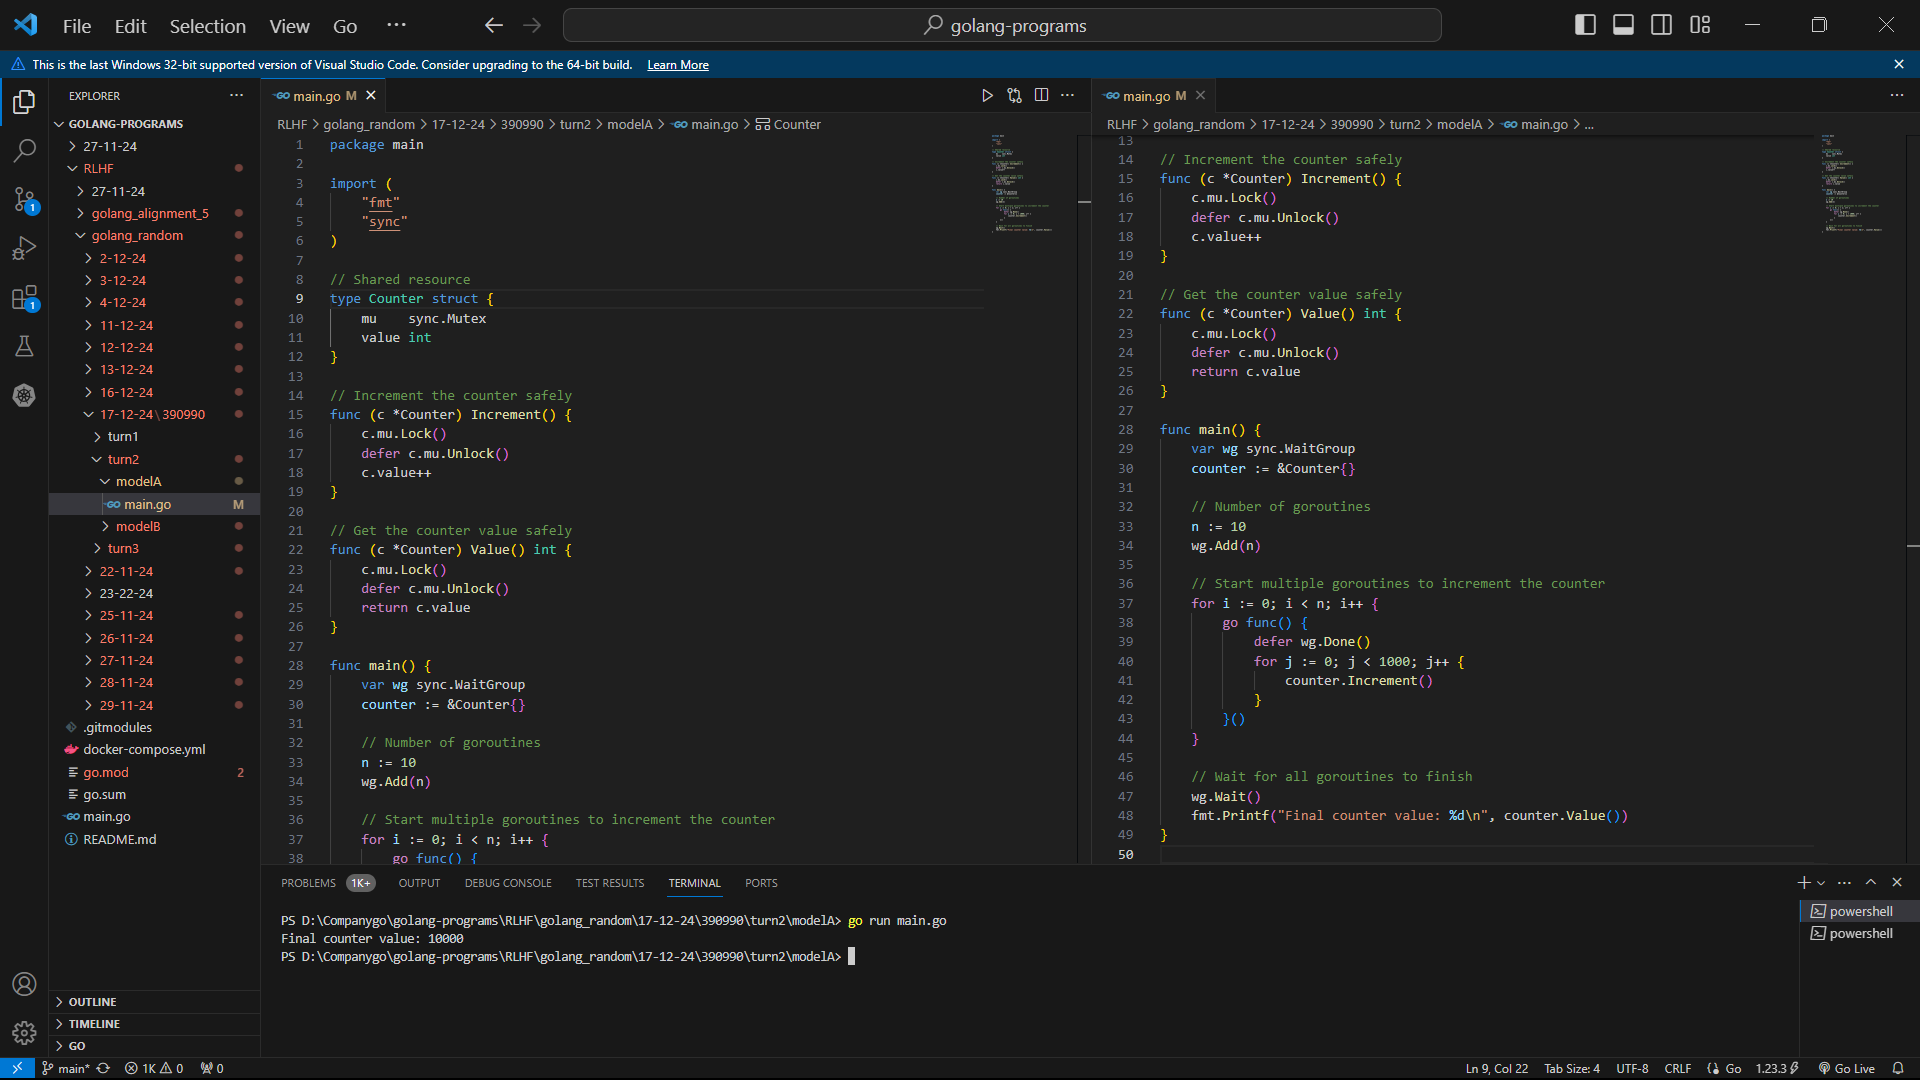 File Edit Selection View Go ···
golang-programs
This is the last Windows 32-bit supported version of Visual Studio Code. Consider upgrading to the 64-bit build. Learn More
EXPLORER
GOLANG-PROGRAMS
27-11-24
RLHF
27-11-24
golang_alignment_5
golang_random
2-12-24
3-12-24
4-12-24
11-12-24
12-12-24
13-12-24
16-12-24
17-12-24\390990
turn1
turn2
modelA
GO main.go M
modelB
turn3
22-11-24
23-22-24
25-11-24
26-11-24
27-11-24
28-11-24
29-11-24
.gitmodules
docker-compose.yml
go.mod 2
go.sum
GO main.go
README.md
OUTLINE
TIMELINE
GO
1
1
GO main.go M
RLHF > golang_random > 17-12-24 > 390990 > turn2 > modelA > GO main.go > Counter
1 package main
2
3 import (
4 "fmt"
5 "sync"
6 )
7
8 // Shared resource
9 type Counter struct {
10 mu    sync.Mutex
11 value int
12 }
13
14 // Increment the counter safely
15 func (c *Counter) Increment() {
16 c.mu.Lock()
17 defer c.mu.Unlock()
18 c.value++
19 }
20
21 // Get the counter value safely
22 func (c *Counter) Value() int {
23 c.mu.Lock()
24 defer c.mu.Unlock()
25 return c.value
26 }
27
28 func main() {
29 var wg sync.WaitGroup
30 counter := &Counter{}
31
32 // Number of goroutines
33 n := 10
34 wg.Add(n)
35
36 // Start multiple goroutines to increment the counter
37 for i := 0; i < n; i++ {
38 go func() {
GO main.go M
RLHF > golang_random > 17-12-24 > 390990 > turn2 > modelA > GO main.go > ...
13
14 // Increment the counter safely
15 func (c *Counter) Increment() {
16 c.mu.Lock()
17 defer c.mu.Unlock()
18 c.value++
19 }
20
21 // Get the counter value safely
22 func (c *Counter) Value() int {
23 c.mu.Lock()
24 defer c.mu.Unlock()
25 return c.value
26 }
27
28 func main() {
29 var wg sync.WaitGroup
30 counter := &Counter{}
31
32 // Number of goroutines
33 n := 10
34 wg.Add(n)
35
36 // Start multiple goroutines to increment the counter
37 for i := 0; i < n; i++ {
38 go func() {
39 defer wg.Done()
40 for j := 0; j < 1000; j++ {
41 counter.Increment()
42 }
43 }()
44 }
45
46 // Wait for all goroutines to finish
47 wg.Wait()
48 fmt.Printf("Final counter value: %d\n", counter.Value())
49 }
50
PROBLEMS 1K+ OUTPUT DEBUG CONSOLE TEST RESULTS TERMINAL PORTS
PS D:\Companygo\golang-programs\RLHF\golang_random\17-12-24\390990\turn2\modelA> go run main.go
Final counter value: 10000
PS D:\Companygo\golang-programs\RLHF\golang_random\17-12-24\390990\turn2\modelA>
powershell
powershell
main* 1K 0 0 Ln 9, Col 22 Tab Size: 4 UTF-8 CRLF Go 1.23.3 Go Live